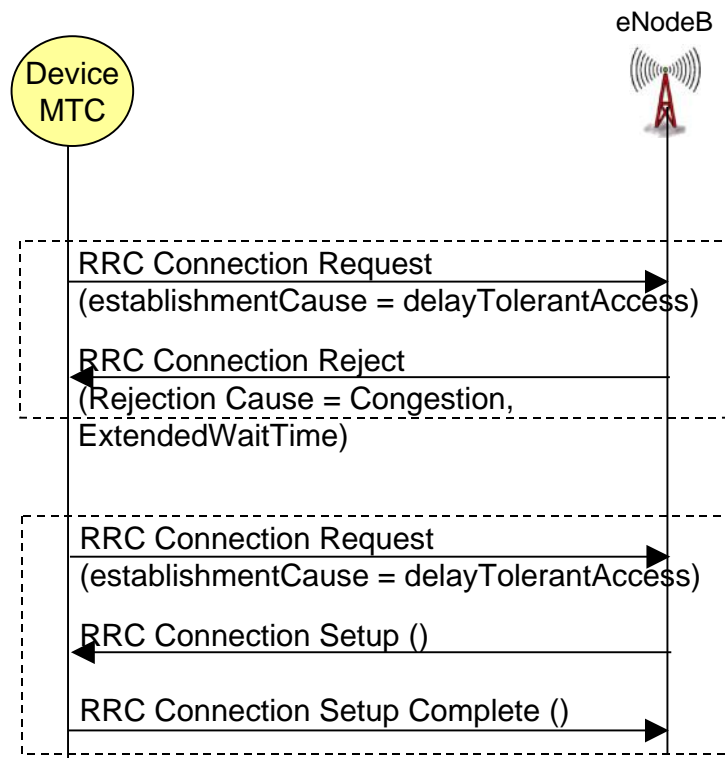 eNodeB
Device
MTC
RRC Connection Request
(establishmentCause = delayTolerantAccess)
RRC Connection Reject
(Rejection Cause = Congestion,
ExtendedWaitTime)
RRC Connection Request
(establishmentCause = delayTolerantAccess)
RRC Connection Setup ()
RRC Connection Setup Complete ()